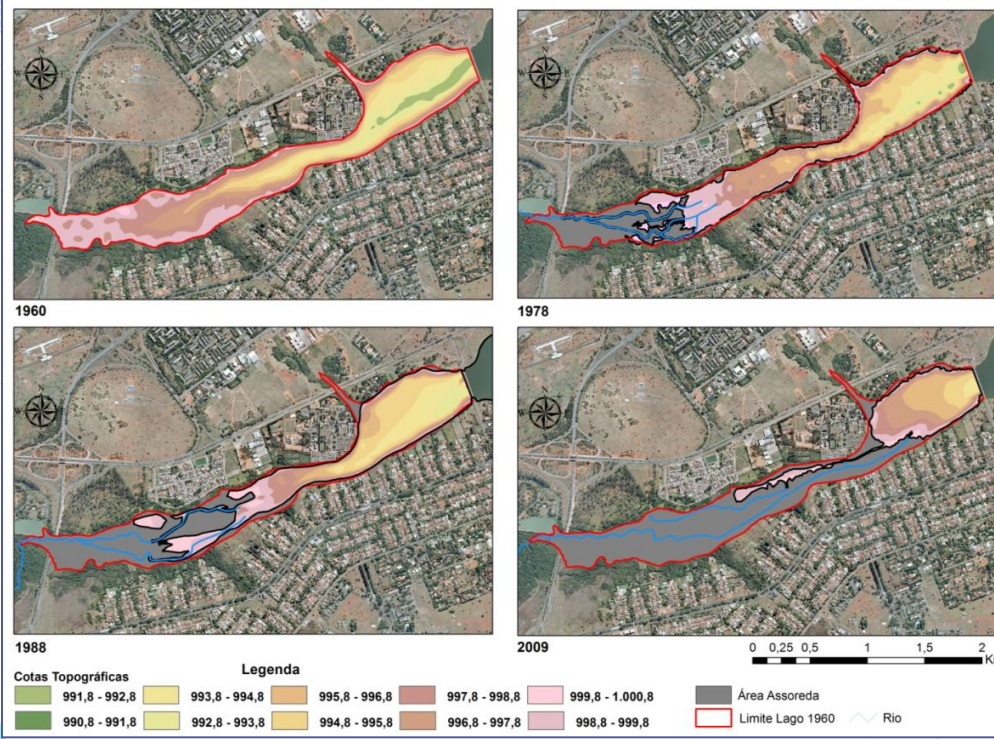 N
W E
S
1960
N
W E
S
1978
N
W E
S
1988
N
W E
S
2009
0 0,25 0,5 1 1,5 2
K
Legenda
Cotas Topográficas
991,8 - 992,8
993,8 - 994,8
995,8 - 996,8
997,8 - 998,8
999,8 - 1.000,8
Área Assoreda
990,8 - 991,8
992,8 - 993,8
994,8 - 995,8
996,8 - 997,8
998,8 - 999,8
Limite Lago 1960
Rio